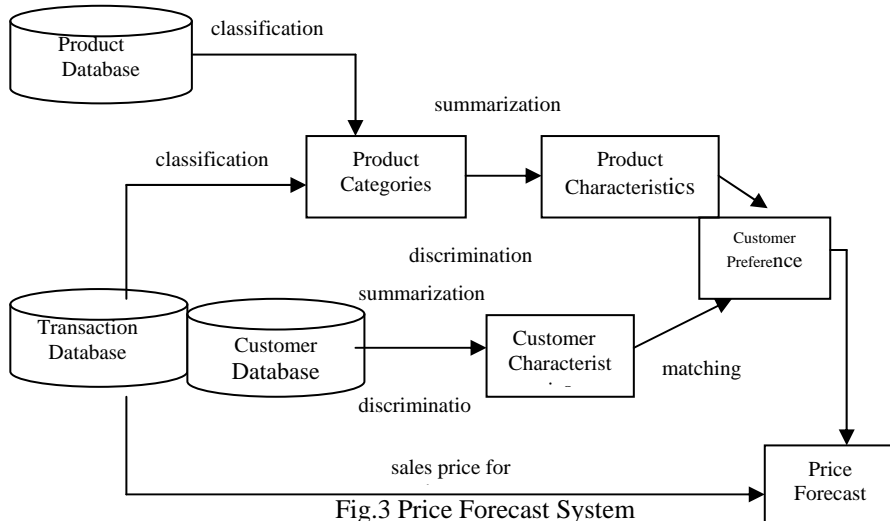 classification
Product
Database
summarization
classification
Product
Categories
Product
Characteristics
Customer
Preference
discrimination
summarization
Transaction
Database
Customer
Database
Customer
Characterist
matching
discriminatio
sales price for
Price
Forecast
Fig.3 Price Forecast System